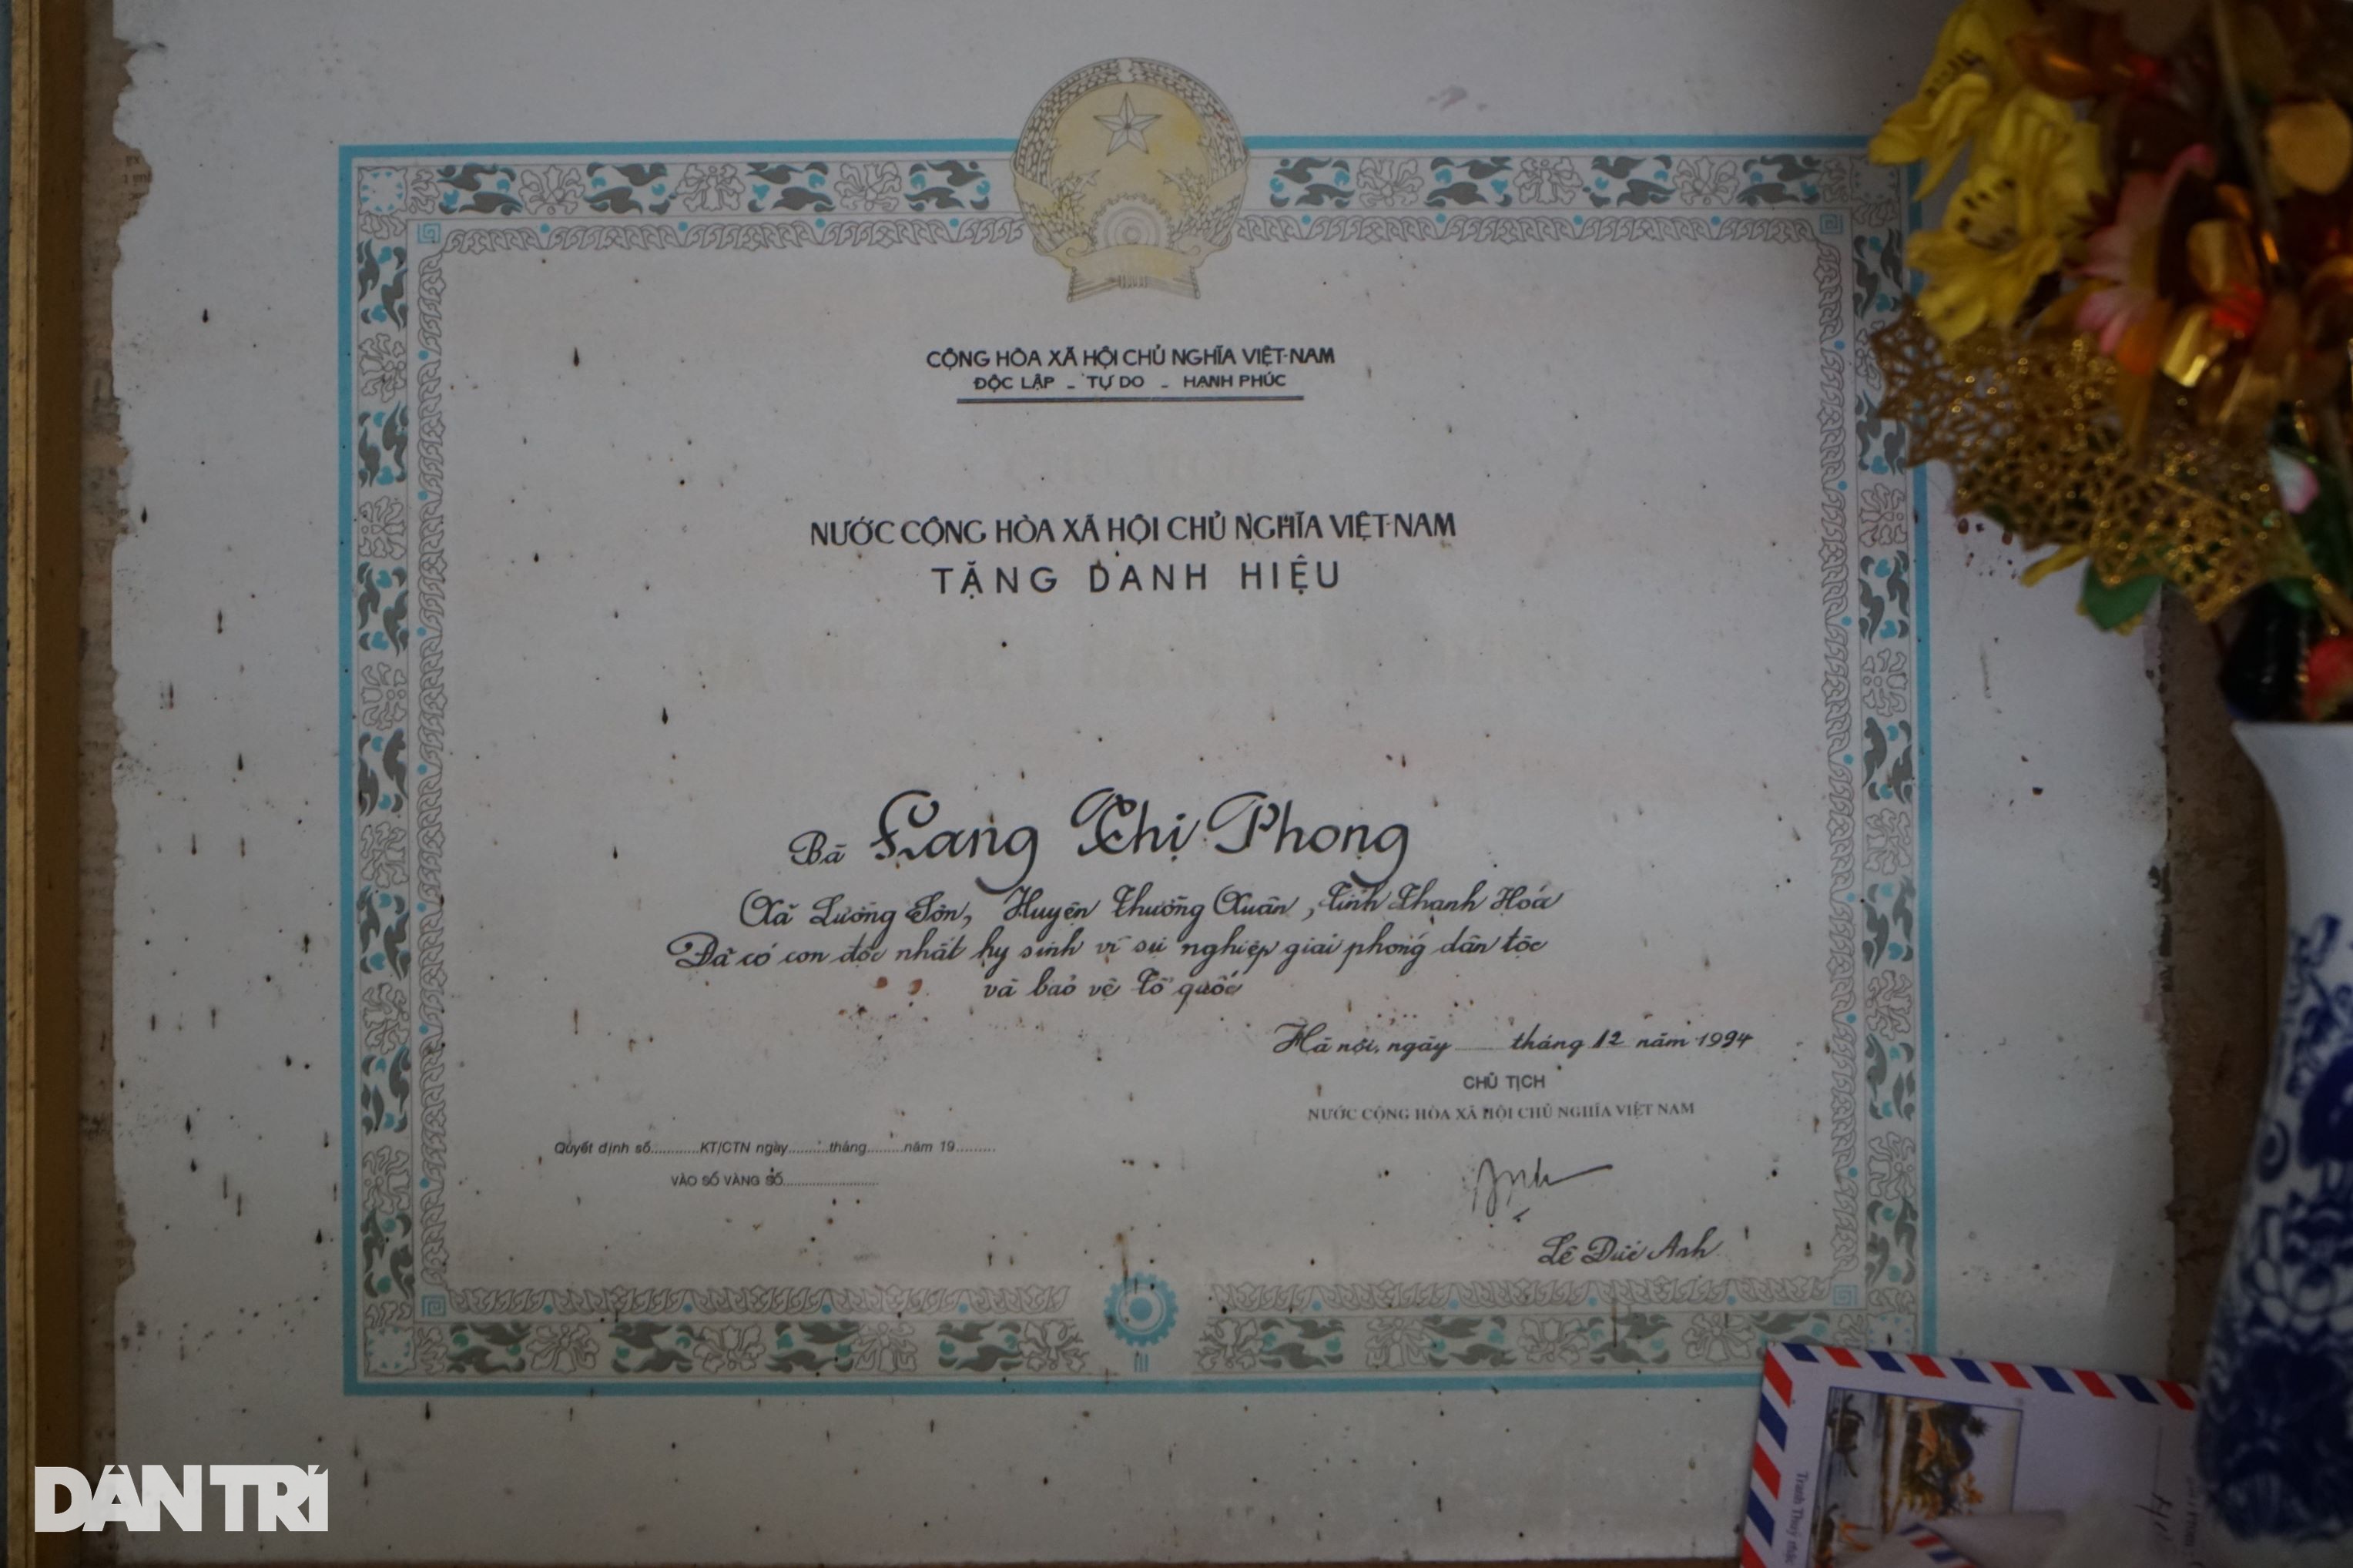 CỘNG HÒA XÃ HỘI CHỦ NGHĨA VIỆT-NAM
ĐỘC LẬP - TỰ DO - HẠNH PHÚC
NƯỚC CỘNG HÒA XÃ HỘI CHỦ NGHĨA VIỆT-NAM
TẶNG DANH HIỆU
Bà Lang Thị Phong
Xã Lương Sơn, Huyện Thường Xuân, Tỉnh Thanh Hoá
Đã có con độc nhất hy sinh vì sự nghiệp giải phóng dân tộc
và bảo vệ Tổ quốc
Hà nội, ngày tháng 12 năm 1994
CHỦ TỊCH
NƯỚC CỘNG HÒA XÃ HỘI CHỦ NGHĨA VIỆT NAM
Quyết định số............KT/CTN ngày..........tháng.........năm 19.........
VÀO SỔ VÀNG SỐ........................
Lê Đức Anh
DÂN TRÍ